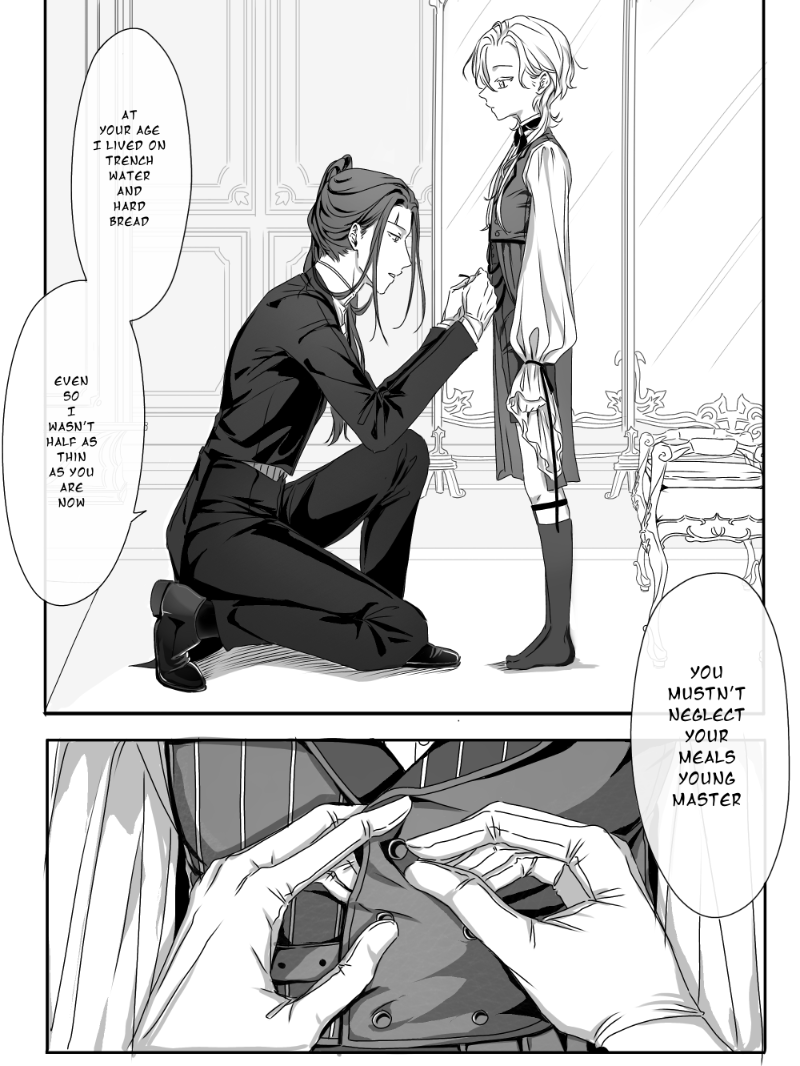 AT
YOUR AGE
I LIVED ON
TRENCH
WATER
AND
HARD
BREAD
EVEN
SO
I
WASN'T
HALF AS
THIN
AS YOU
ARE
NOW
YOU
MUSTN'T
NEGLECT
YOUR
MEALS
YOUNG
MASTER